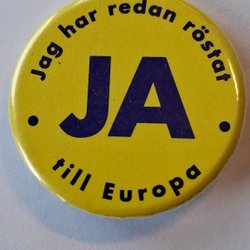 Jag har redan röstat
JA
till Europa